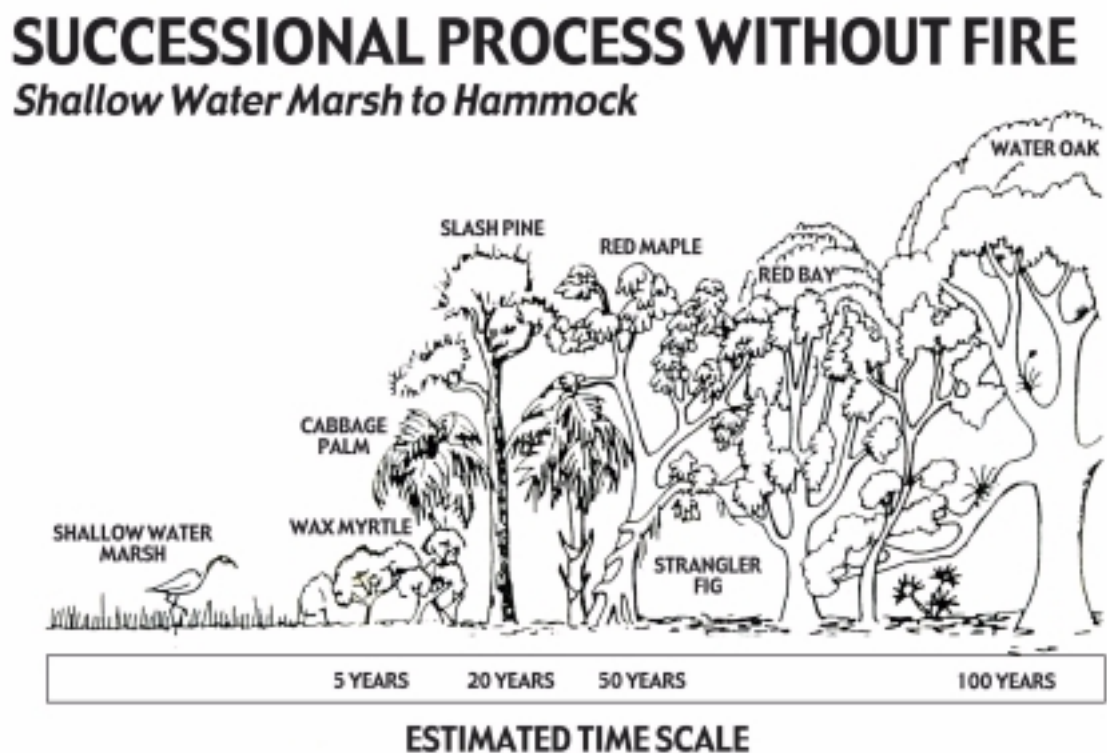 SUCCESSIONAL PROCESS WITHOUT FIRE
Shallow Water Marsh to Hammock
WATER OAK
SLASH PINE
RED MAPLE
RED BAY
CABBAGE
PALM
SHALLOW WATER
MARSH
WAX MYRTLE
STRANGLER
FIG
5 YEARS
20 YEARS
50 YEARS
100 YEARS
ESTIMATED TIME SCALE